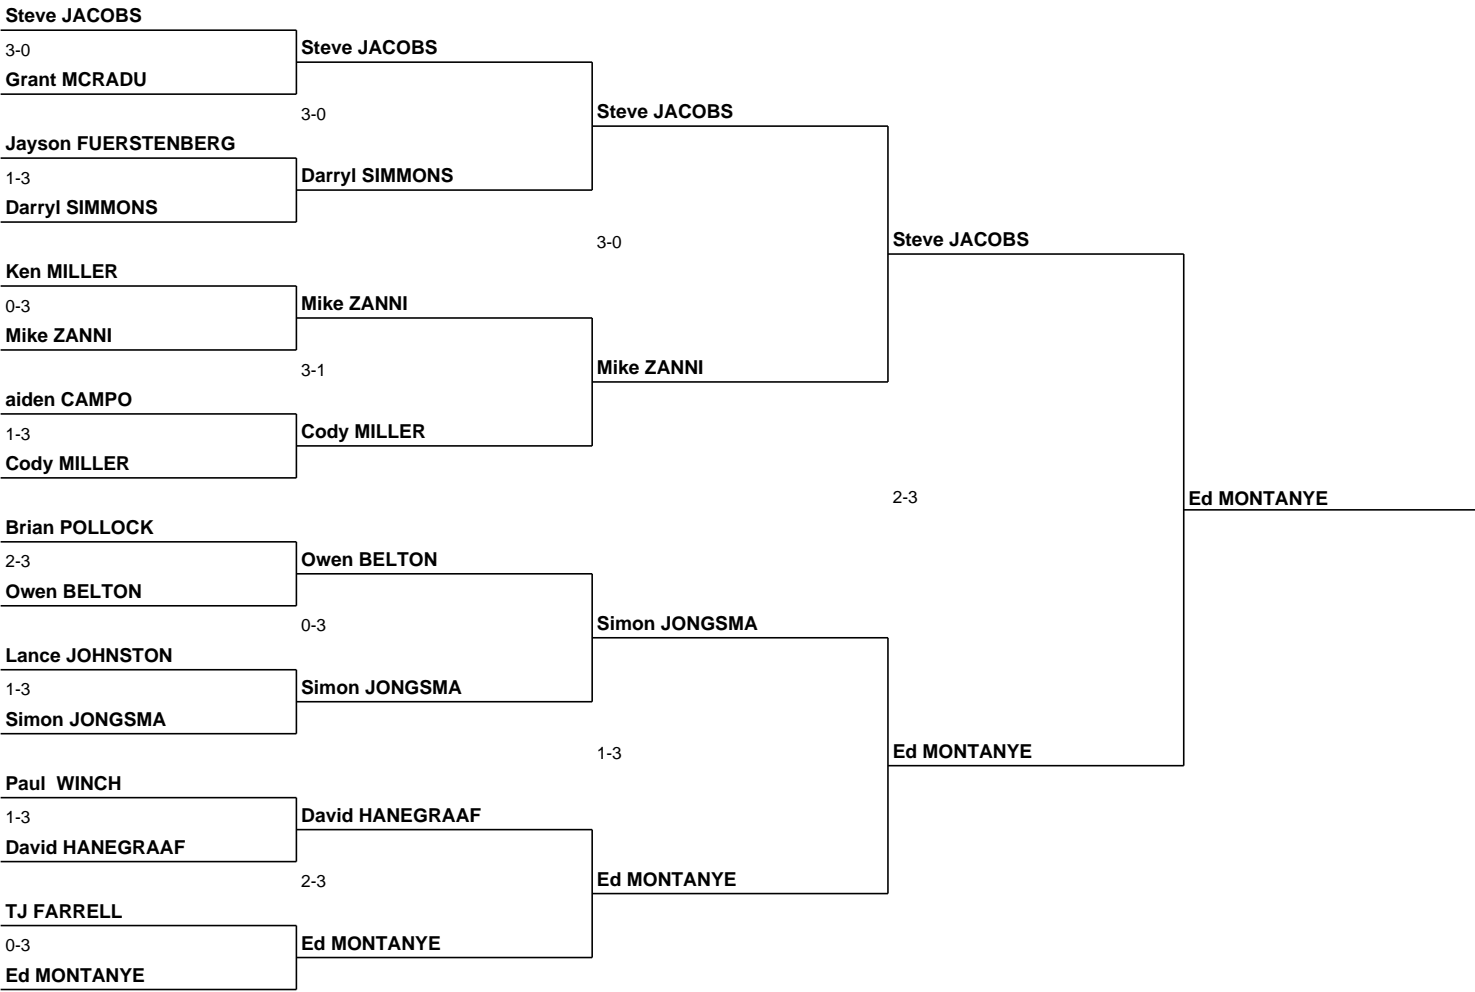 Steve JACOBS
3-0
Grant MCRADU
Jayson FUERSTENBERG
1-3
Darryl SIMMONS
Ken MILLER
0-3
Mike ZANNI
aiden CAMPO
1-3
Cody MILLER
Brian POLLOCK
2-3
Owen BELTON
Lance JOHNSTON
1-3
Simon JONGSMA
Paul  WINCH
1-3
David HANEGRAAF
TJ FARRELL
0-3
Ed MONTANYE
Steve JACOBS
3-0
Darryl SIMMONS
Mike ZANNI
3-1
Cody MILLER
Owen BELTON
0-3
Simon JONGSMA
David HANEGRAAF
2-3
Ed MONTANYE
Steve JACOBS
3-0
Mike ZANNI
Simon JONGSMA
1-3
Ed MONTANYE
Steve JACOBS
2-3
Ed MONTANYE
Ed MONTANYE